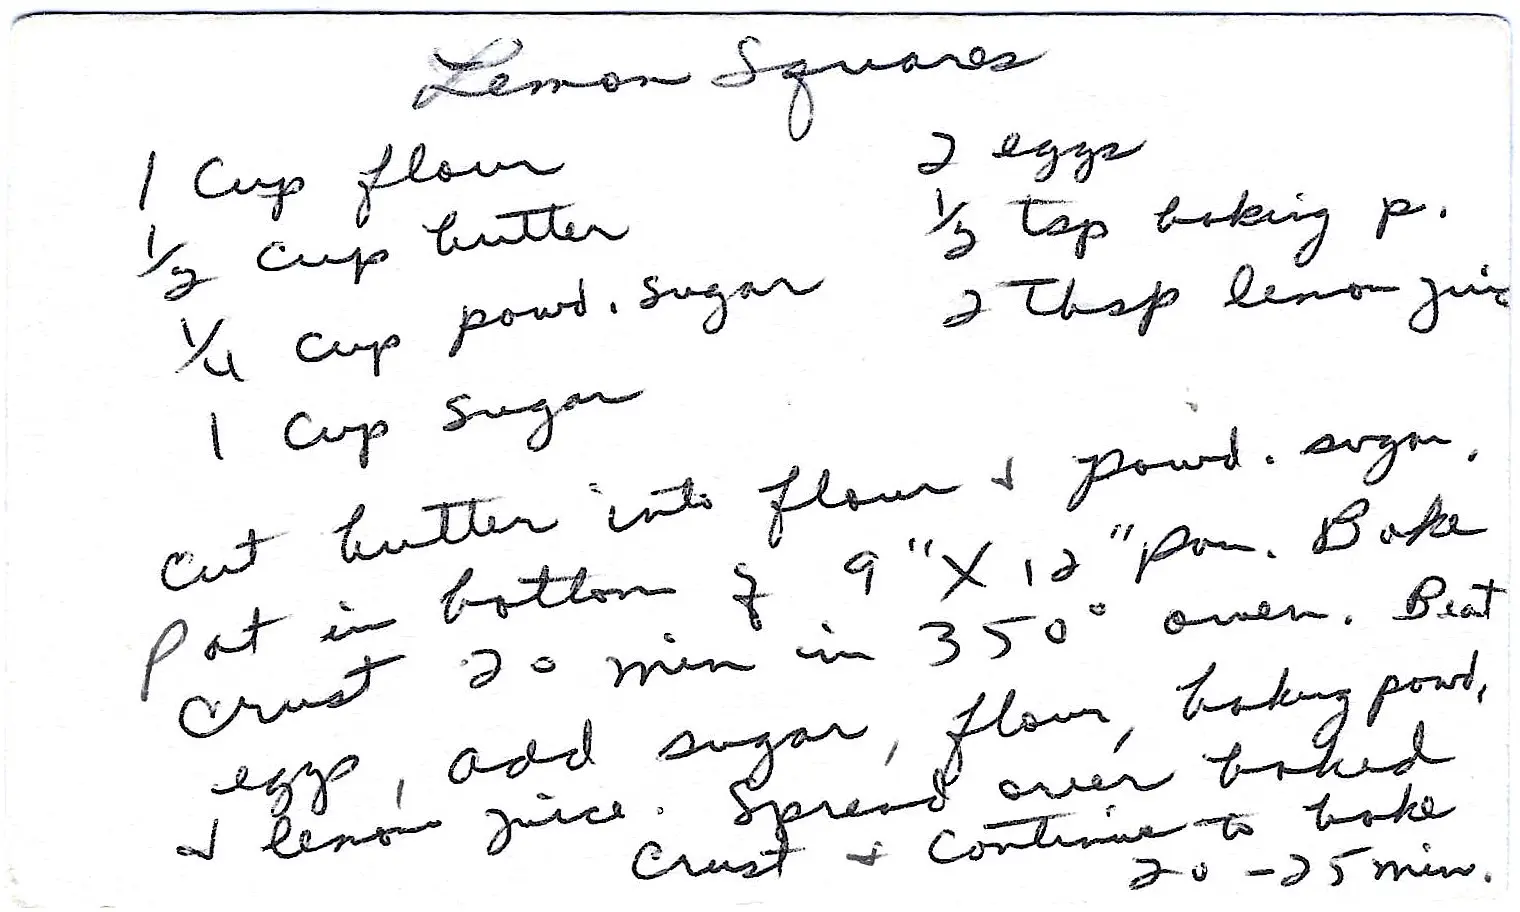 Lemon Squares
1 Cup flour
1/2 cup butter
1/4 cup powd. sugar
1 Cup sugar
2 eggs
1/2 tsp baking p.
2 Tbsp lemon juic
Cut butter into flour & powd. sugar.
Pat in bottom of 9" X 12" pan. Bake
crust 20 min in 350° oven. Beat
eggs, add sugar, flour, baking powd,
& lemon juice. Spread over baked
crust & continue to bake
20-25 min.